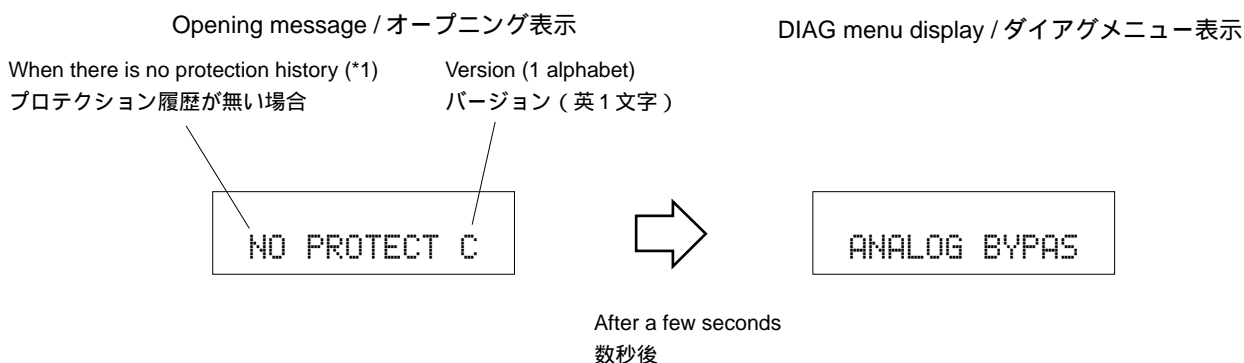 Opening message / オープニング表示
DIAG menu display / ダイアグメニュー表示
When there is no protection history (*1)
プロテクション履歴が無い場合
Version (1 alphabet)
バージョン（英1文字）
NO PROTECT C
ANALOG BYPAS
After a few seconds
数秒後